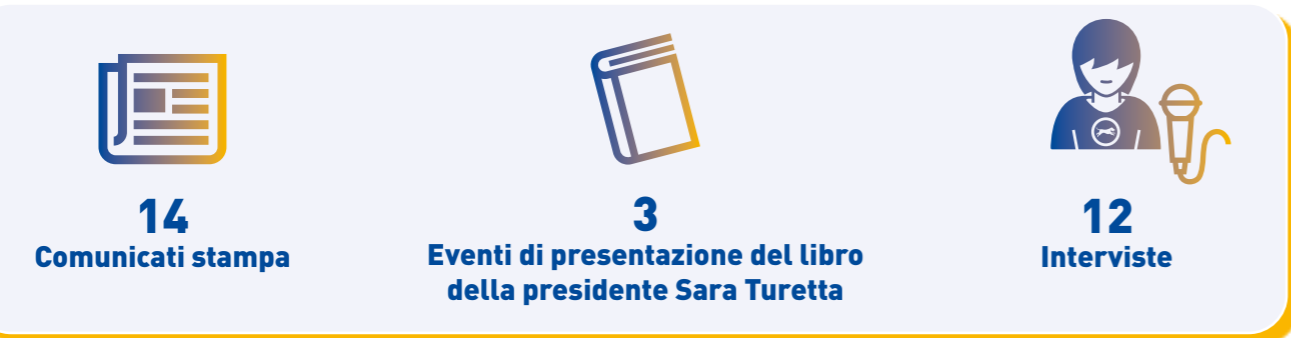 14
Comunicati stampa
3
Eventi di presentazione del libro
della presidente Sara Turetta
12
Interviste